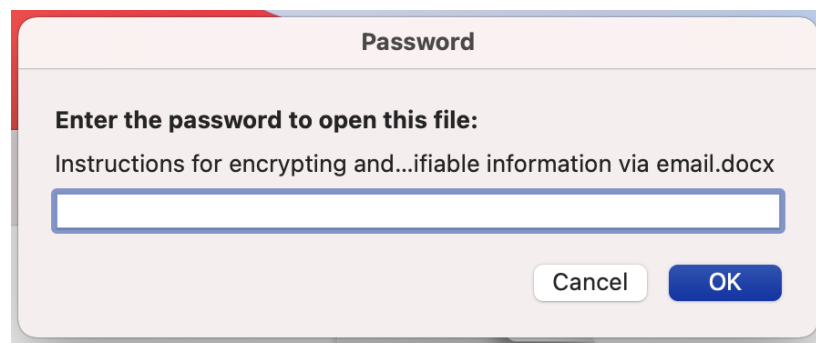 Password
Enter the password to open this file:
Instructions for encrypting and...ifiable information via email.docx
Cancel
OK